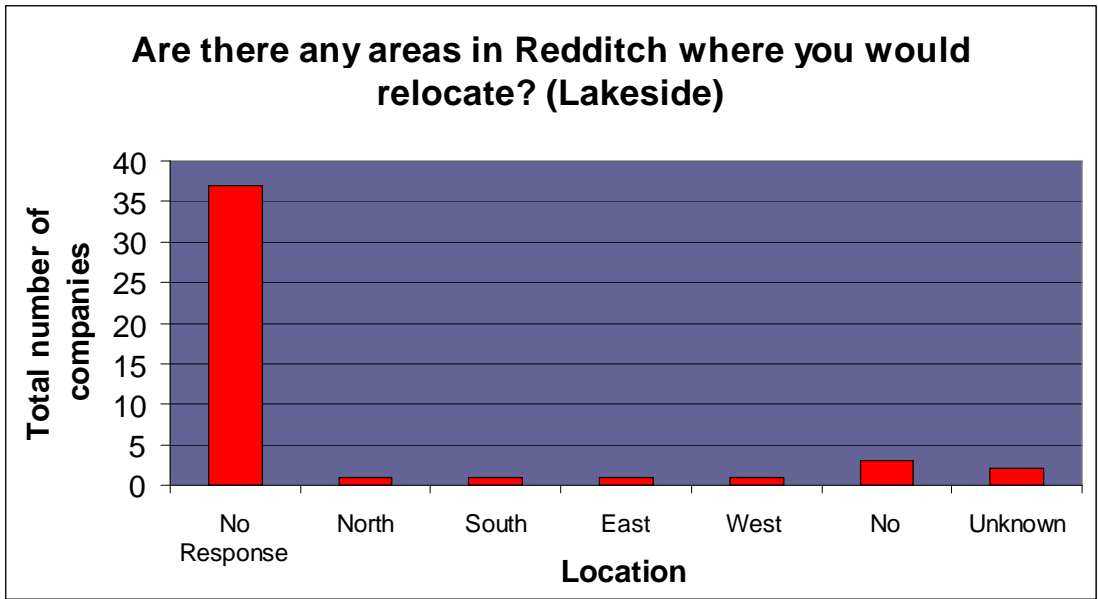 Are there any areas in Redditch where you would
relocate? (Lakeside)
Total number of
companies
40
35
30
25
20
15
10
5
0
No
Response
North
South
East
West
No
Unknown
Location